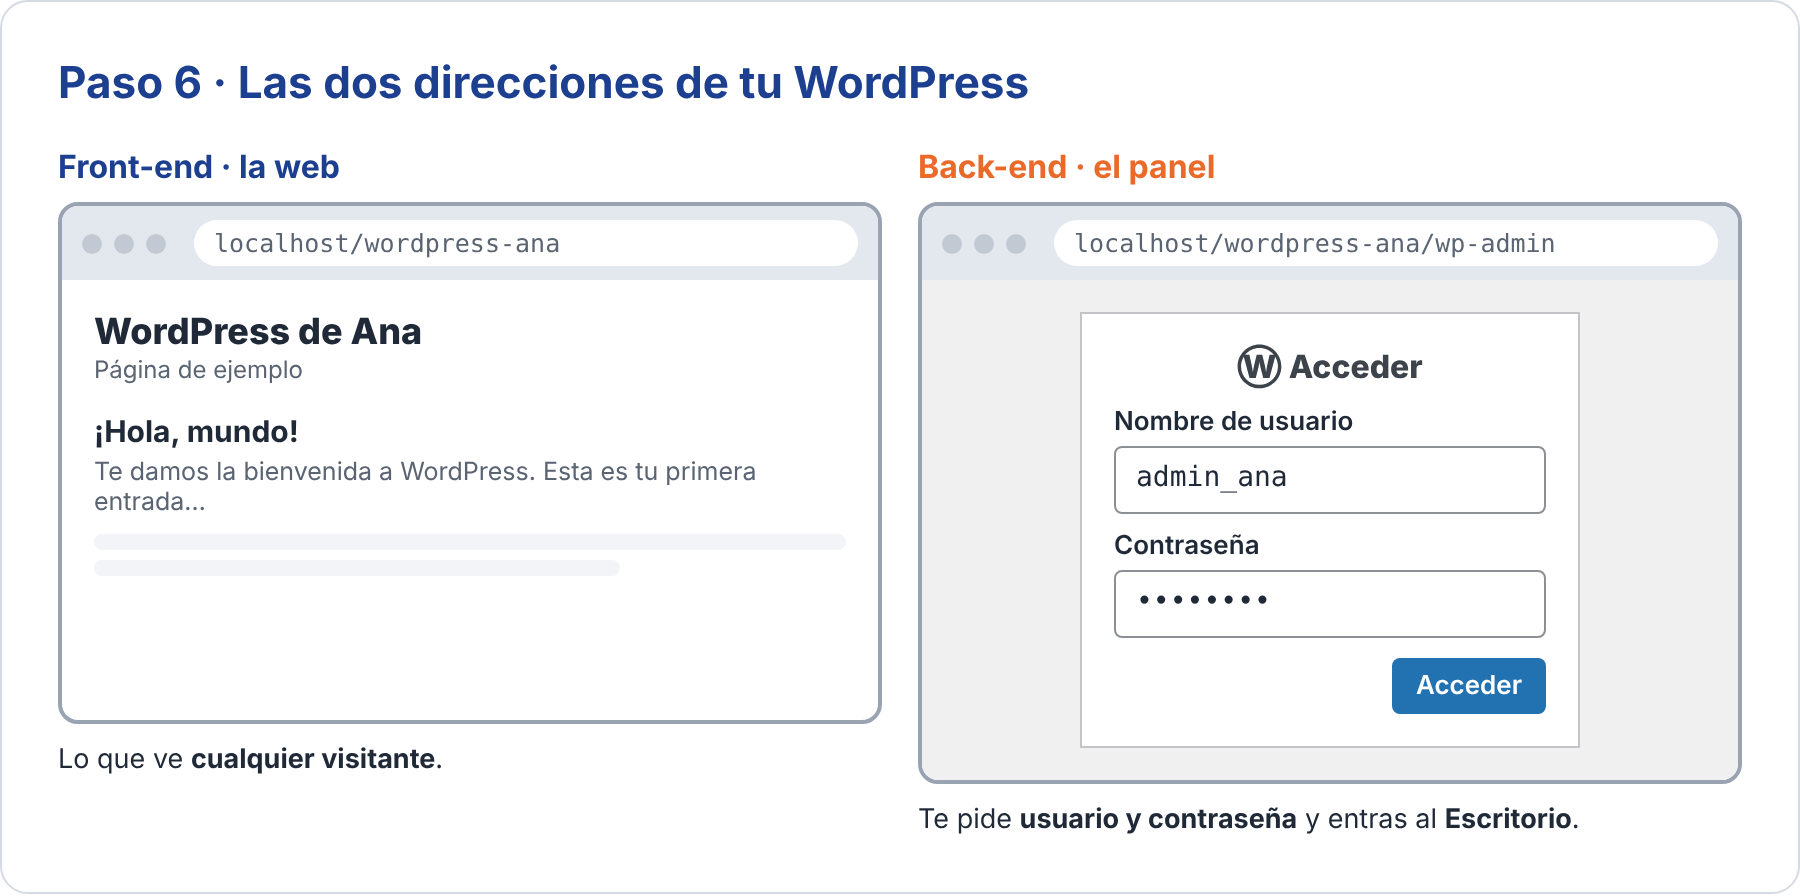 Paso 6 · Las dos direcciones de tu WordPress
Front-end · la web
localhost/wordpress-ana
WordPress de Ana
Página de ejemplo
¡Hola, mundo!
Te damos la bienvenida a WordPress. Esta es tu primera
entrada...
Lo que ve cualquier visitante.
Back-end · el panel
localhost/wordpress-ana/wp-admin
W Acceder
Nombre de usuario
admin_ana
Contraseña
••••••••
Acceder
Te pide usuario y contraseña y entras al Escritorio.